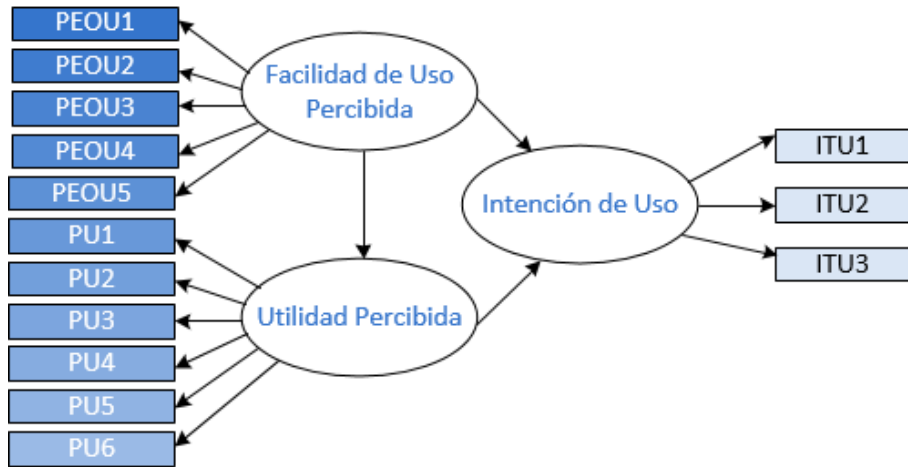 PEOU1
PEOU2
PEOU3
PEOU4
PEOU5
PU1
PU2
PU3
PU4
PU5
PU6
Facilidad de Uso
Percibida
Utilidad Percibida
Intención de Uso
ITU1
ITU2
ITU3